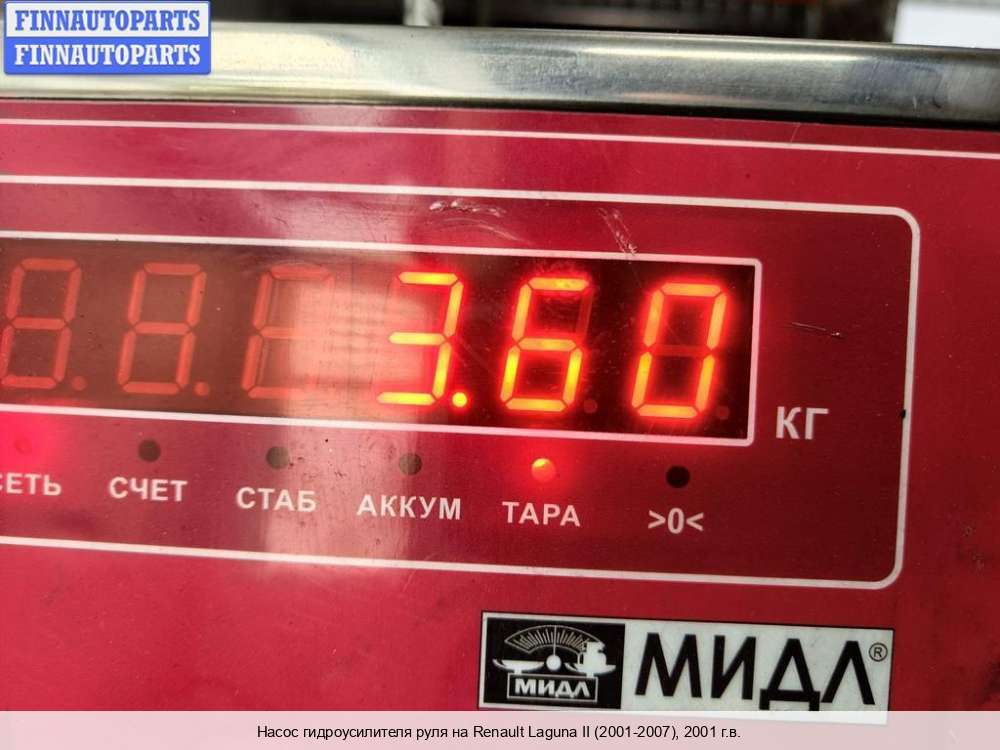 FINNAUTOPARTS
FINNAUTOPARTS
3.60
КГ
СЕТЬ СЧЕТ СТАБ АККУМ ТАРА >0<
МИДЛ МИДЛ®
Насос гидроусилителя руля на Renault Laguna II (2001-2007), 2001 г.в.